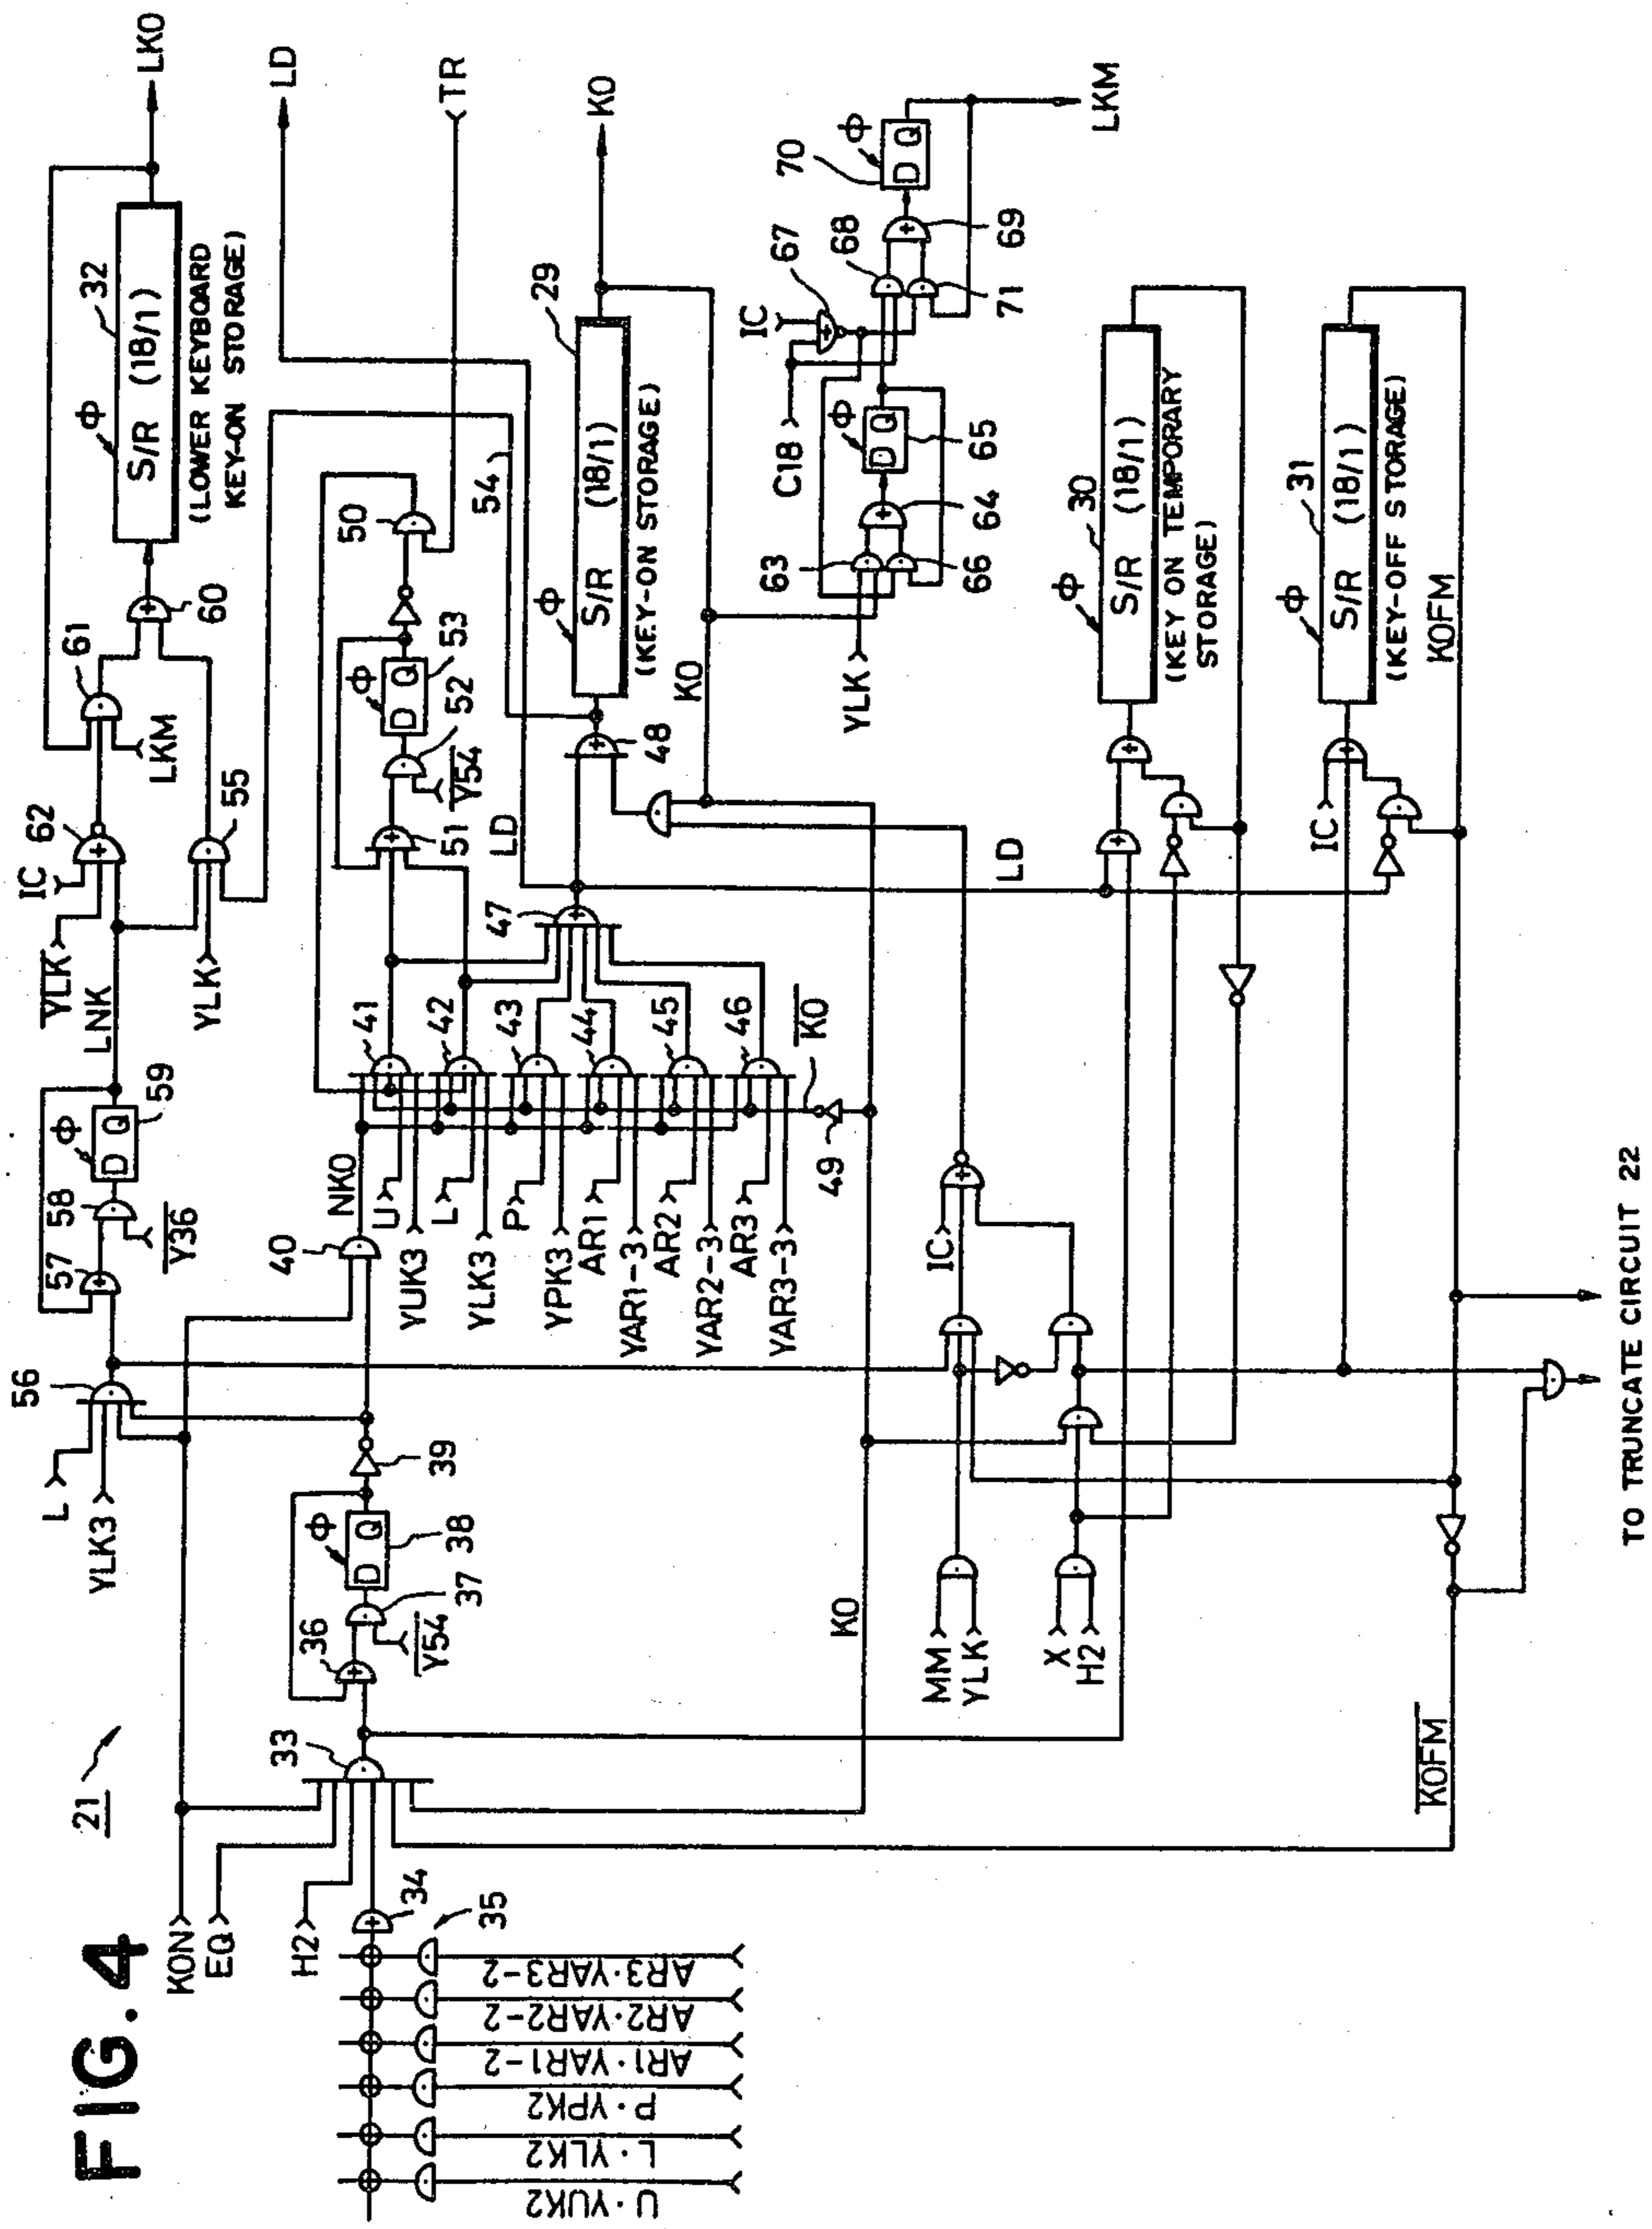 FIG. 4
21
KON
EQ
H2
34
35
U·YUK2
L·YLK2
P·YPK2
AR1·YAR1-2
AR2·YAR2-2
AR3·YAR3-2
33
36
37
Y54
Φ
D Q
38
39
L
YLK3
56
57
58
Y36
Φ
D Q
59
LNK
YLK
IC
62
YLK
55
61
LKM
60
Φ
32
S/R (18/1)
(LOWER KEYBOARD
KEY-ON STORAGE)
LKO
LD
TR
40
NKO
U
YUK3
L
YLK3
P
YPK3
AR1
YAR1-3
AR2
YAR2-3
AR3
YAR3-3
41
42
43
44
45
46
KO
49
47
51
52
Y54
Φ
D Q
53
50
54
LD
48
Φ
29
S/R (18/1)
(KEY-ON STORAGE)
KO
KO
KO
YLK
63
64
66
Φ
D Q
65
C18
IC
67
68
69
71
Φ
D Q
70
LKM
MM
YLK
X
H2
IC
LD
Φ
30
S/R (18/1)
(KEY ON TEMPORARY
STORAGE)
IC
Φ
31
S/R (18/1)
(KEY-OFF STORAGE)
KOFM
KOFM
TO TRUNCATE CIRCUIT 22